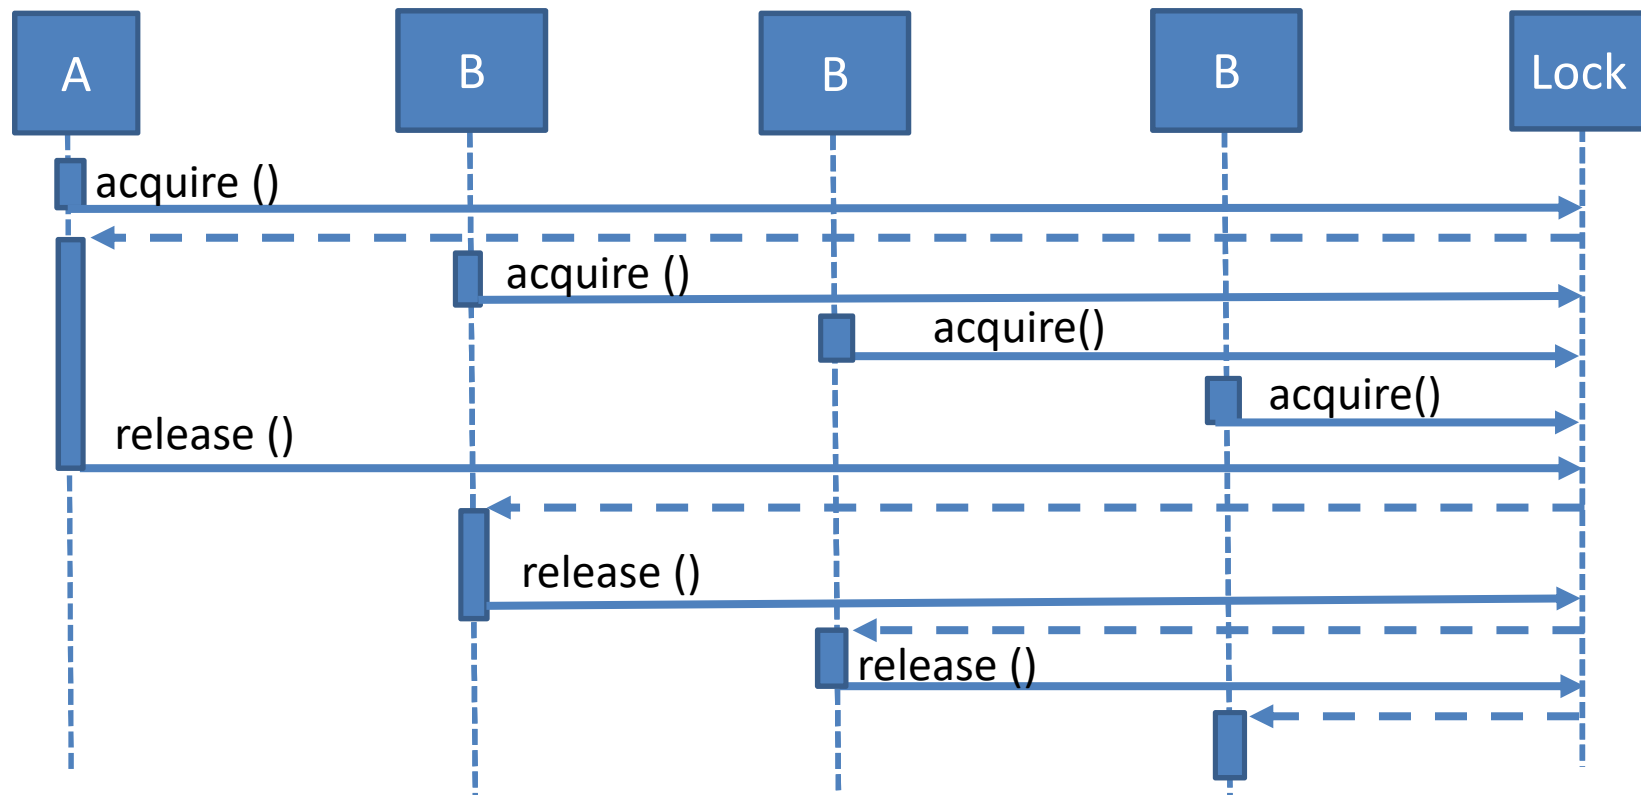 A
B
B
B
Lock
acquire ()
acquire ()
acquire()
acquire()
release ()
release ()
release ()